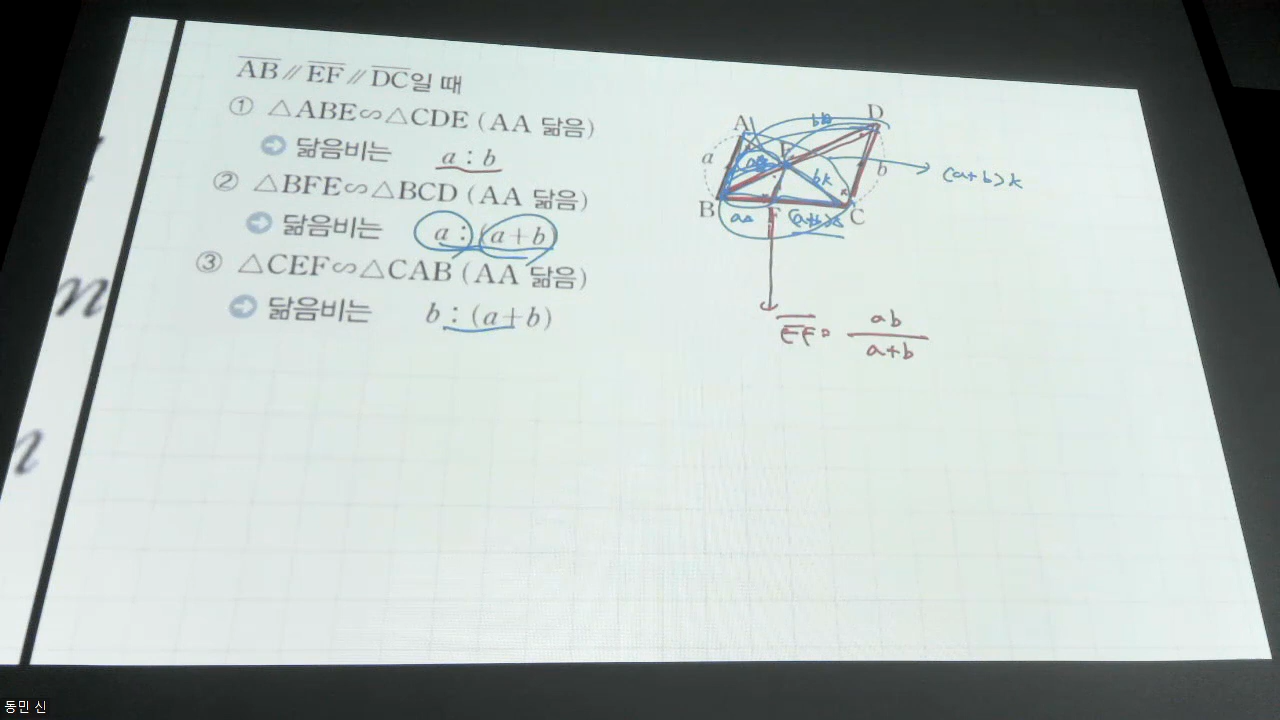 AB // EF // DC일 때
① △ABE∽△CDE (AA 닮음)
닮음비는 a : b
② △BFE∽△BCD (AA 닮음)
닮음비는 a : (a+b)
③ △CEF∽△CAB (AA 닮음)
닮음비는 b : (a+b)
n
A
D
a
b
bk
(a+b)k
B
F
C
EF = ab / a+b
동민 신